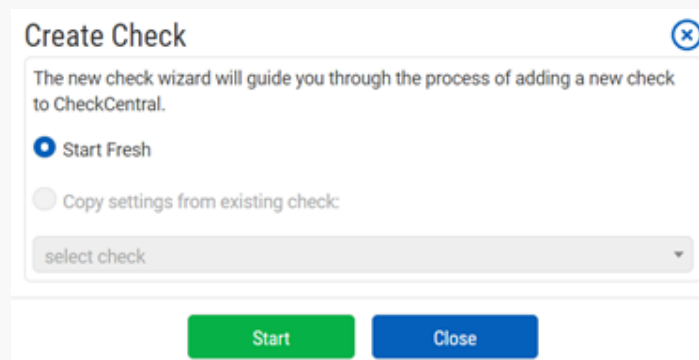 Create Check
The new check wizard will guide you through the process of adding a new check
to CheckCentral.
Start Fresh
Copy settings from existing check:
select check
Start
Close